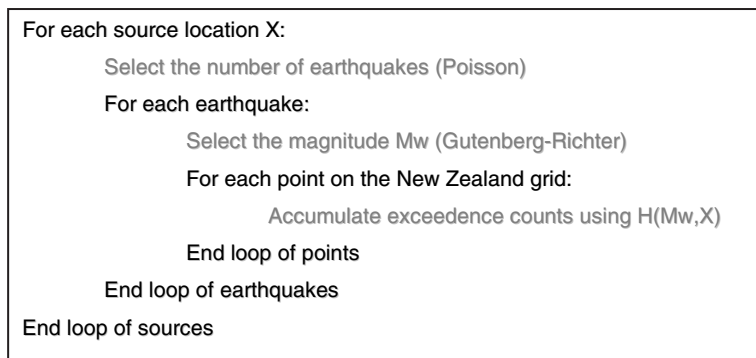 For each source location X:
Select the number of earthquakes (Poisson)
For each earthquake:
Select the magnitude Mw (Gutenberg-Richter)
For each point on the New Zealand grid:
Accumulate exceedence counts using H(Mw,X)
End loop of points
End loop of earthquakes
End loop of sources